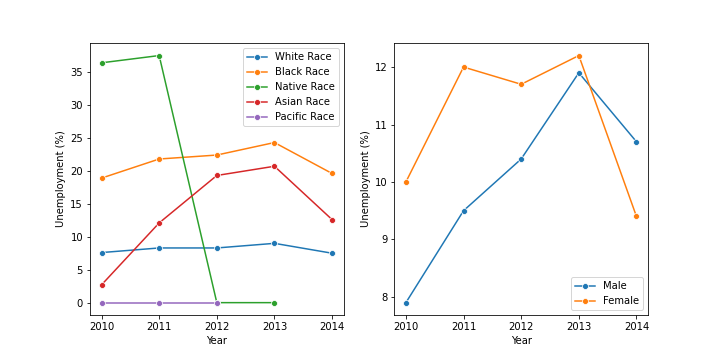 35
30
25
20
15
10
5
0
Unemployment (%)
2010 2011 2012 2013 2014
Year
White Race
Black Race
Native Race
Asian Race
Pacific Race
12
11
10
9
8
Unemployment (%)
2010 2011 2012 2013 2014
Year
Male
Female